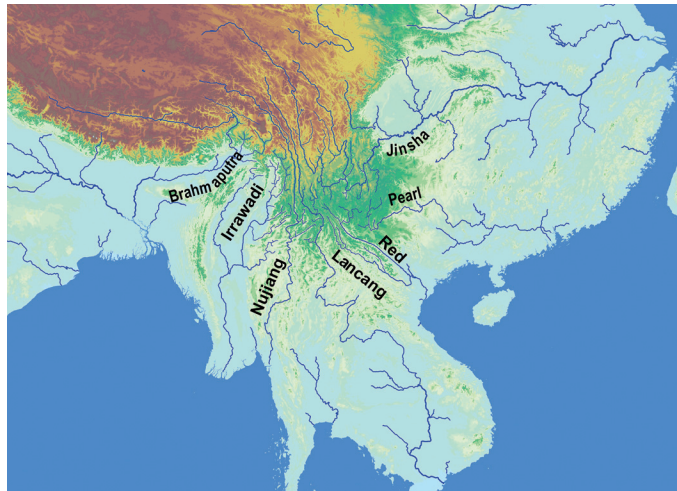 Jinsha
Brahmaputra
Pearl
Irrawadi
Red
Lancang
Nujiang